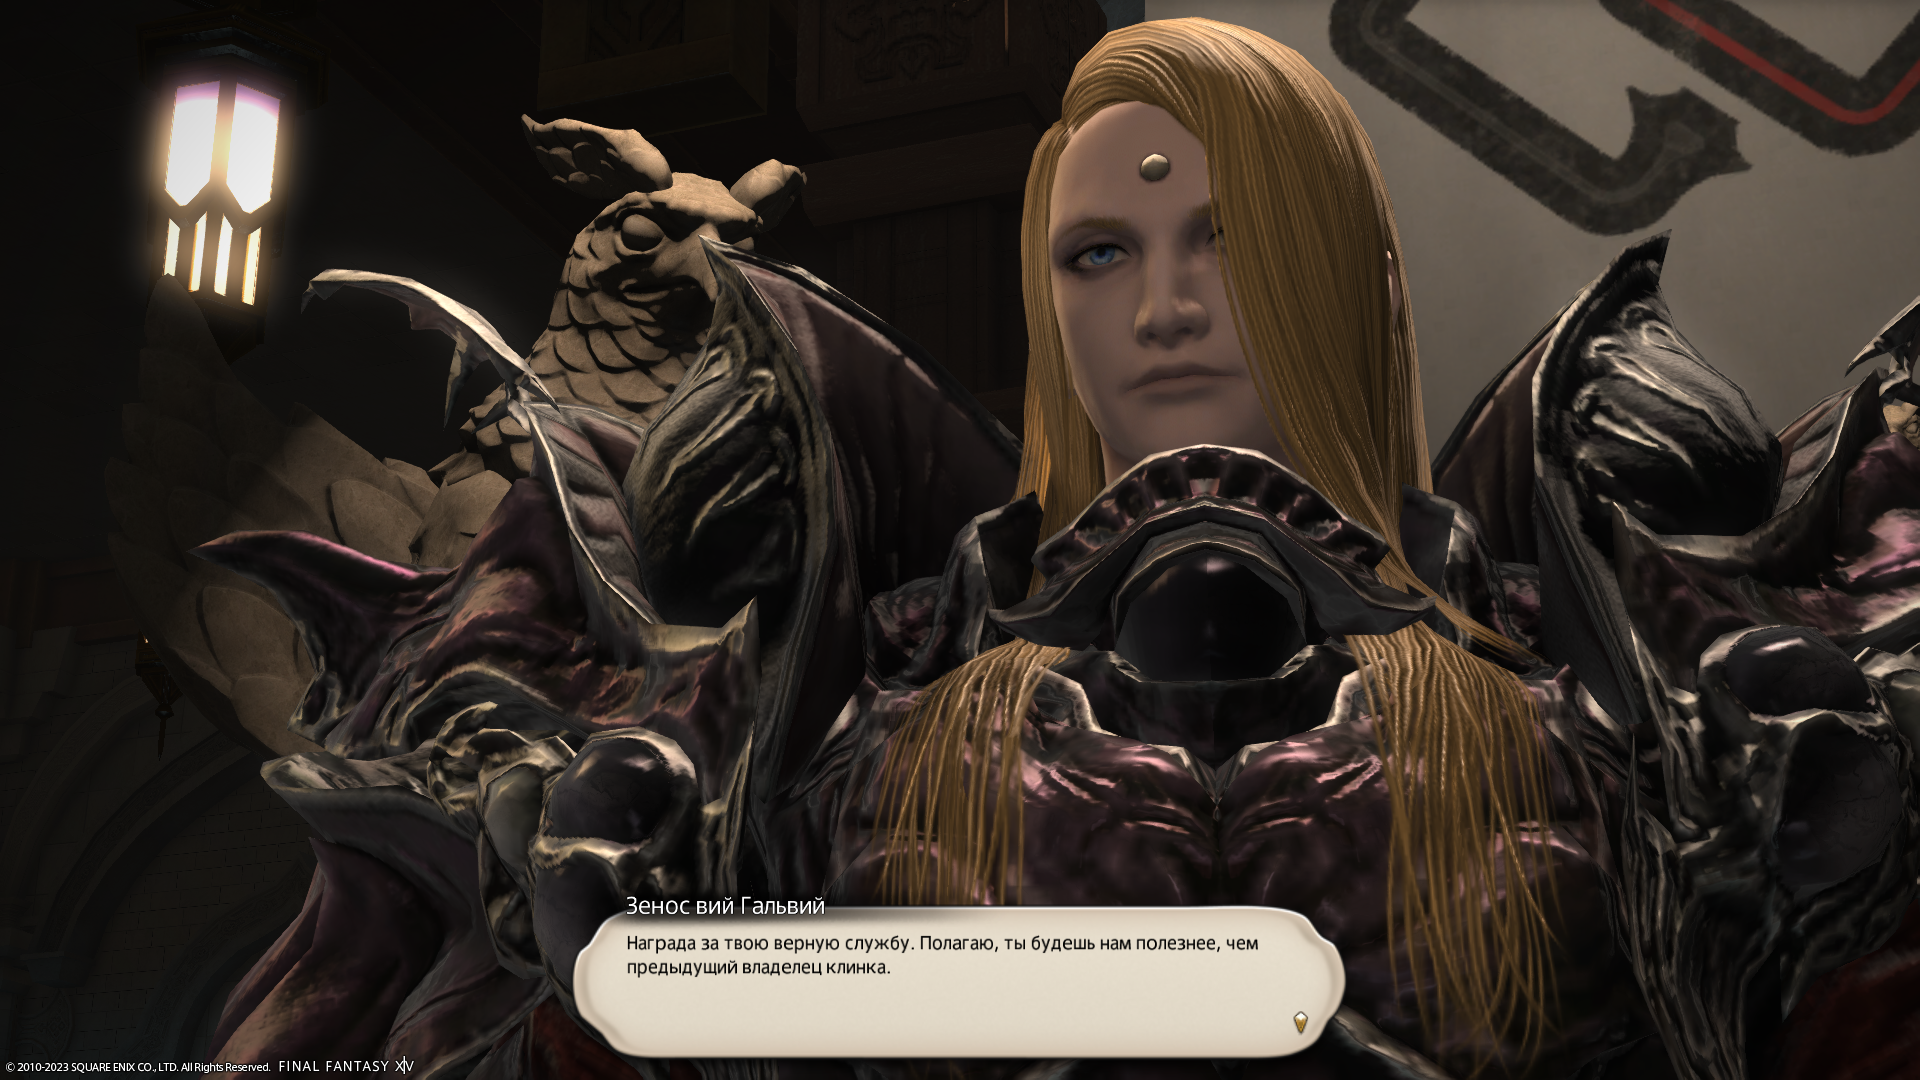 Зенос вий Гальвий
Награда за твою верную службу. Полагаю, ты будешь нам полезнее, чем
предыдущий владелец клинка.
© 2010-2023 SQUARE ENIX CO., LTD. All Rights Reserved. FINAL FANTASY XIV